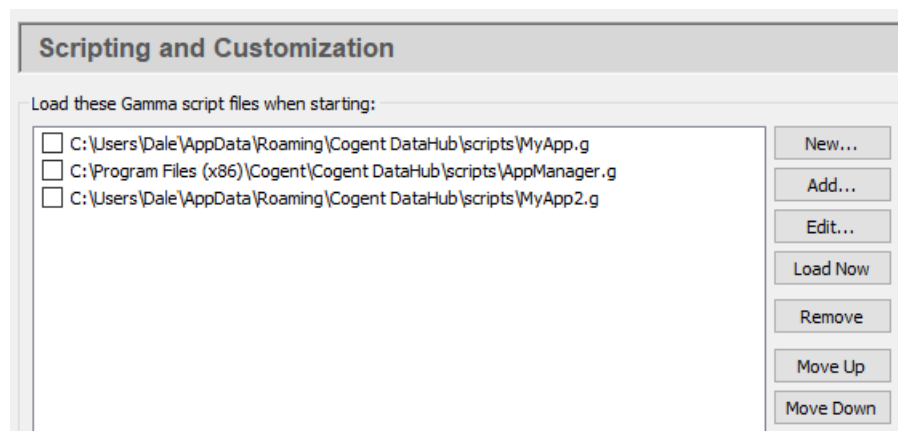 Scripting and Customization
Load these Gamma script files when starting:
C:\Users\Dale\AppData\Roaming\Cogent DataHub\scripts\MyApp.g
C:\Program Files (x86)\Cogent\Cogent DataHub\scripts\AppManager.g
C:\Users\Dale\AppData\Roaming\Cogent DataHub\scripts\MyApp2.g
New...
Add...
Edit...
Load Now
Remove
Move Up
Move Down